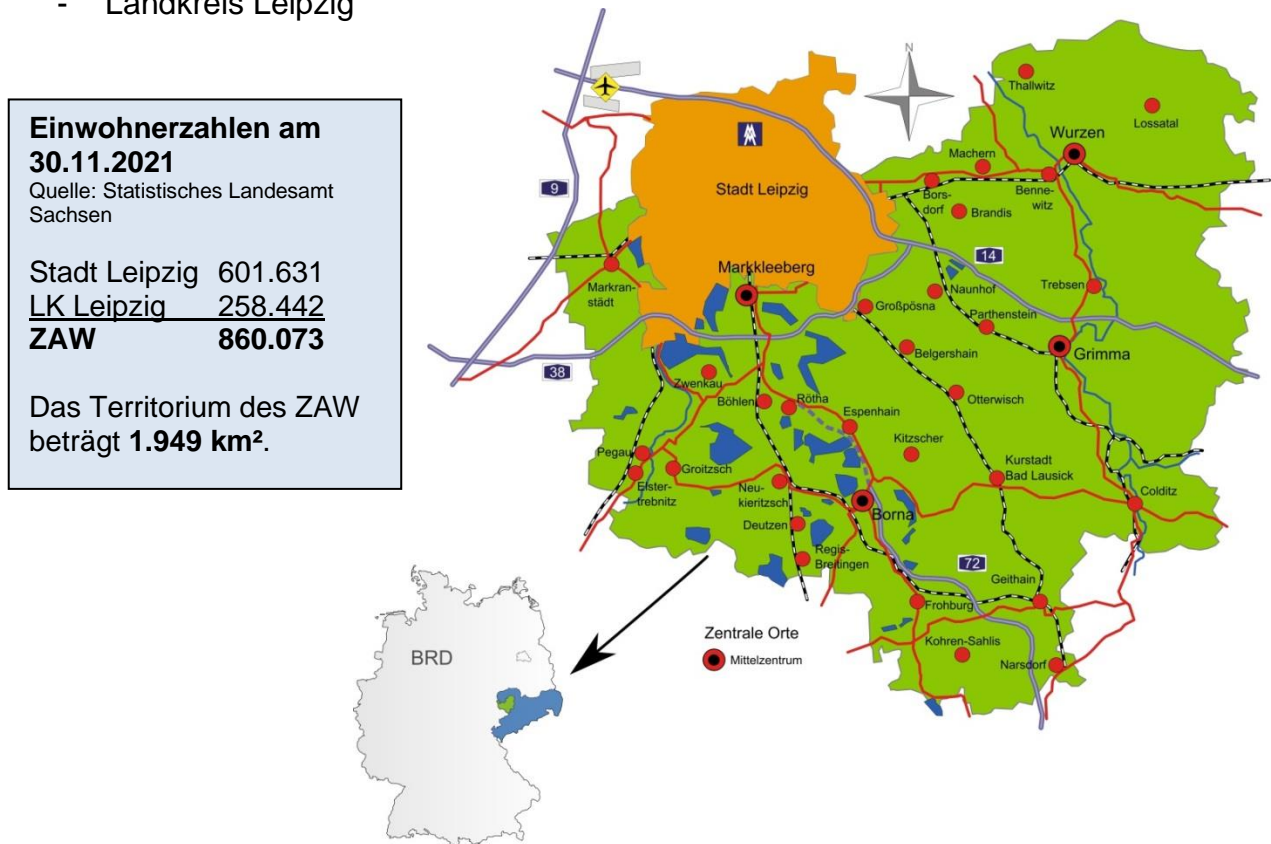 - Landkreis Leipzig
Einwohnerzahlen am
30.11.2021
Quelle: Statistisches Landesamt
Sachsen
Stadt Leipzig 601.631
LK Leipzig 258.442
ZAW 860.073
Das Territorium des ZAW
beträgt 1.949 km².
N
Thallwitz
Lossatal
Wurzen
Machern
Benne-
witz
Bors-
dorf
Brandis
9
Stadt Leipzig
14
Markkleeberg
Markran-
städt
Naunhof
Trebsen
Großpösna
Parthenstein
Grimma
Belgershain
38
Zwenkau
Böhlen
Rötha
Otterwisch
Espenhain
Kitzscher
Pegau
Groitzsch
Kurstadt
Bad Lausick
Elster-
trebnitz
Neu-
kieritzsch
Colditz
Borna
Deutzen
Regis-
Breitingen
72
Geithain
Frohburg
Kohren-Sahlis
Narsdorf
Zentrale Orte
Mittelzentrum
BRD